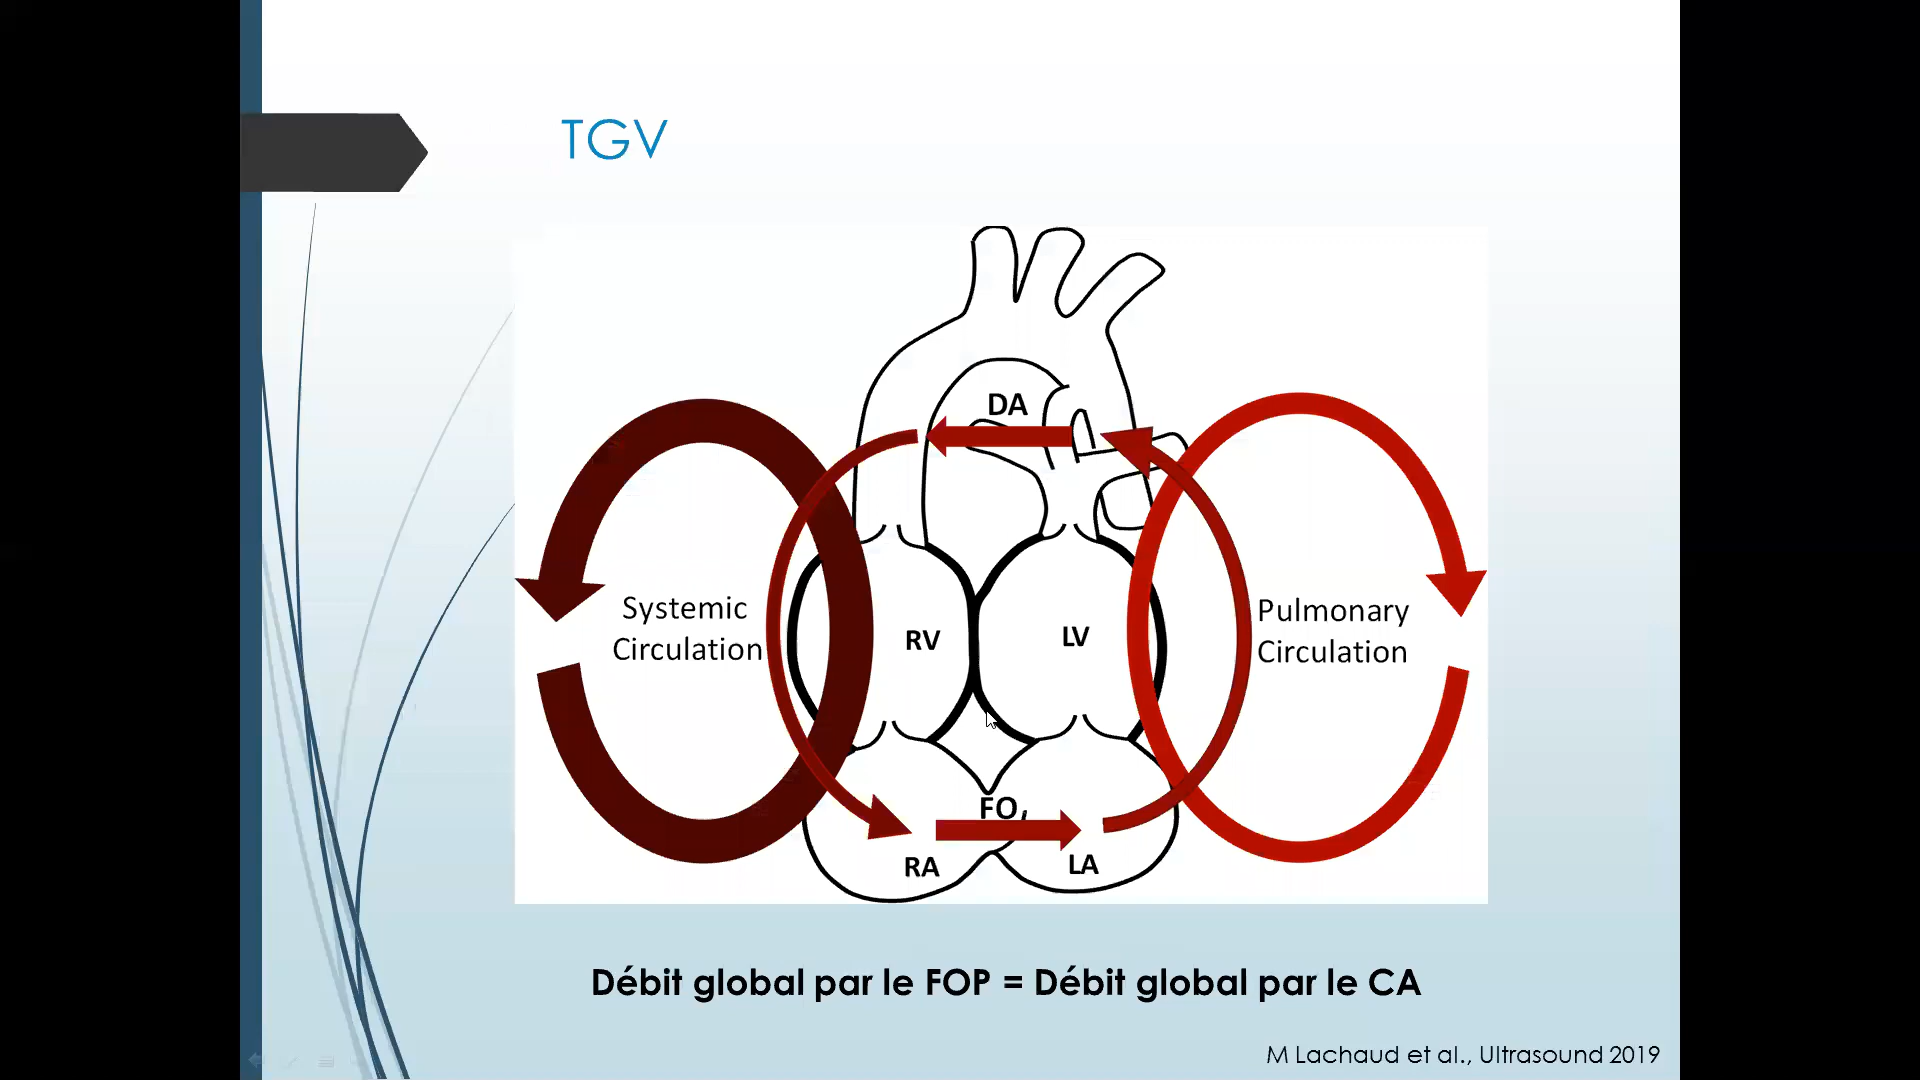 TGV
DA
Systemic
Circulation
RV
LV
Pulmonary
Circulation
FO
RA
LA
Débit global par le FOP = Débit global par le CA
M Lachaud et al., Ultrasound 2019